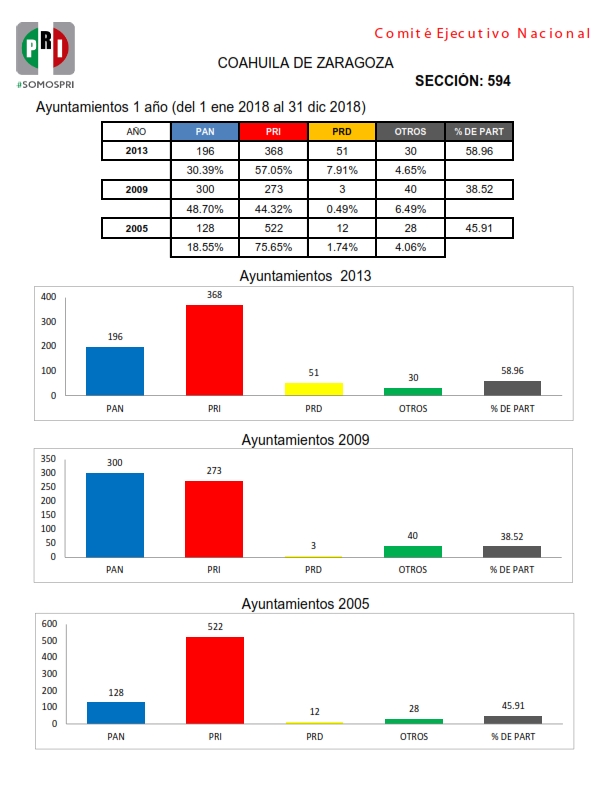 Comité Ejecutivo Nacional
PRI
#SOMOSPRI
COAHUILA DE ZARAGOZA
SECCIÓN: 594
Ayuntamientos 1 año (del 1 ene 2018 al 31 dic 2018)
AÑO PAN PRI PRD OTROS % DE PART
2013 196 368 51 30 58.96
30.39% 57.05% 7.91% 4.65%
2009 300 273 3 40 38.52
48.70% 44.32% 0.49% 6.49%
2005 128 522 12 28 45.91
18.55% 75.65% 1.74% 4.06%
Ayuntamientos 2013
400
300
200
100
0
196 368 51 30 58.96
PAN PRI PRD OTROS % DE PART
Ayuntamientos 2009
350
300
250
200
150
100
50
0
300 273 3 40 38.52
PAN PRI PRD OTROS % DE PART
Ayuntamientos 2005
600
500
400
300
200
100
0
128 522 12 28 45.91
PAN PRI PRD OTROS % DE PART